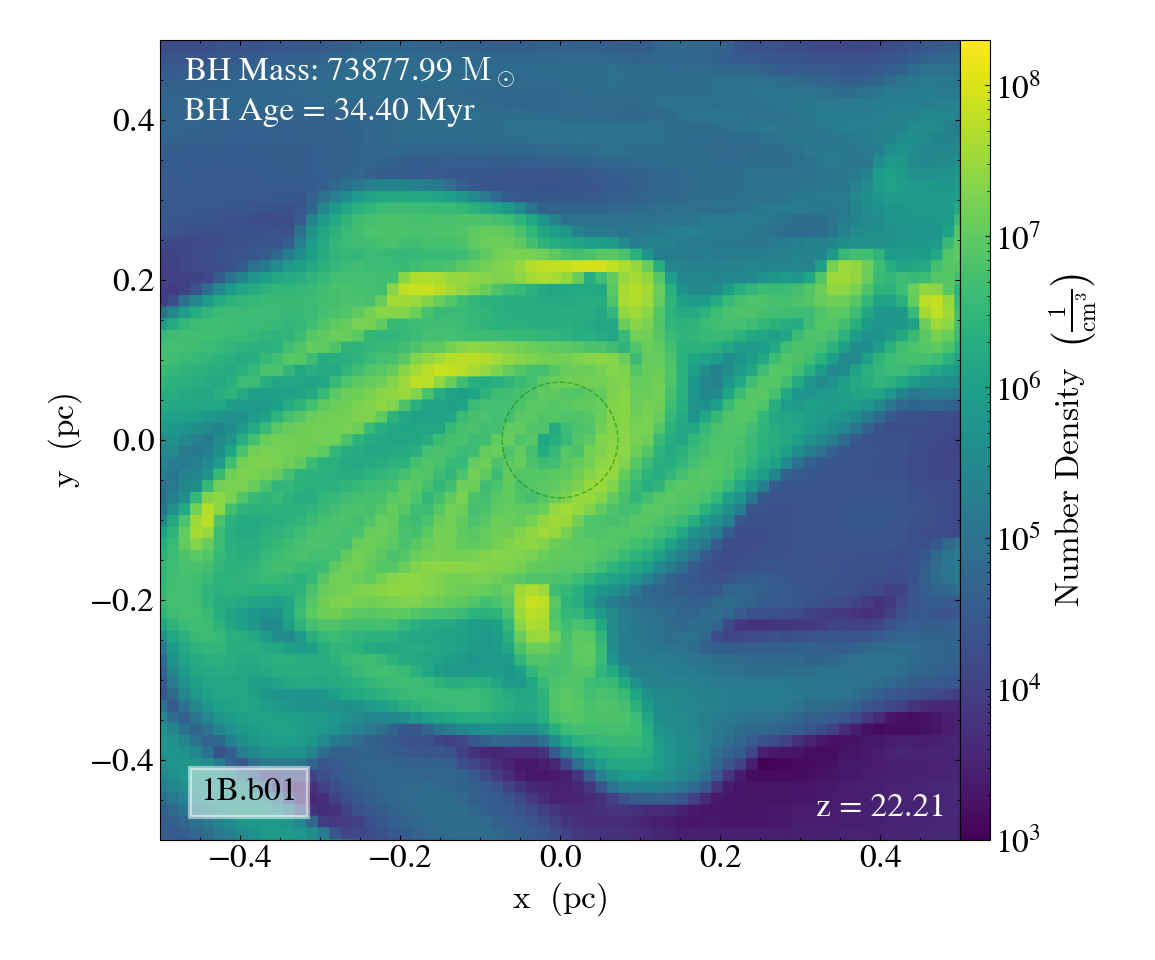 BH Mass: 73877.99 M⊙
BH Age = 34.40 Myr
0.4
0.2
0.0
−0.2
−0.4
y (pc)
1B.b01
z = 22.21
−0.4 −0.2 0.0 0.2 0.4
x (pc)
10⁸
10⁷
10⁶
10⁵
10⁴
10³
Number Density (1/cm³)